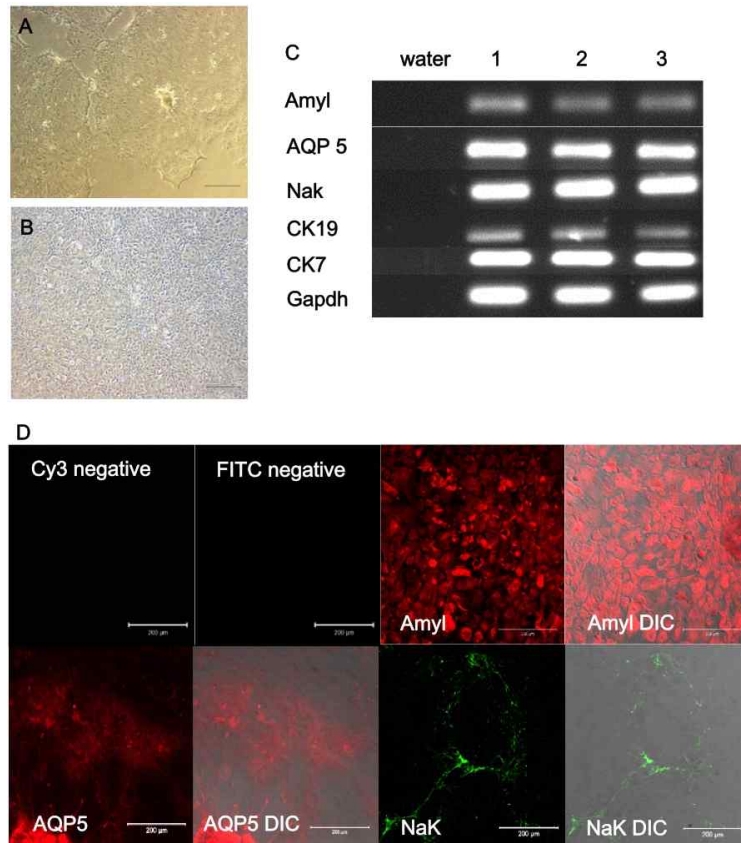 A
B
C
water 1 2 3
Amyl
AQP 5
Nak
CK19
CK7
Gapdh
D
Cy3 negative
FITC negative
200 µm
200 µm
Amyl
Amyl DIC
AQP5
200 µm
AQP5 DIC
200 µm
NaK
200 µm
NaK DIC
200 µm